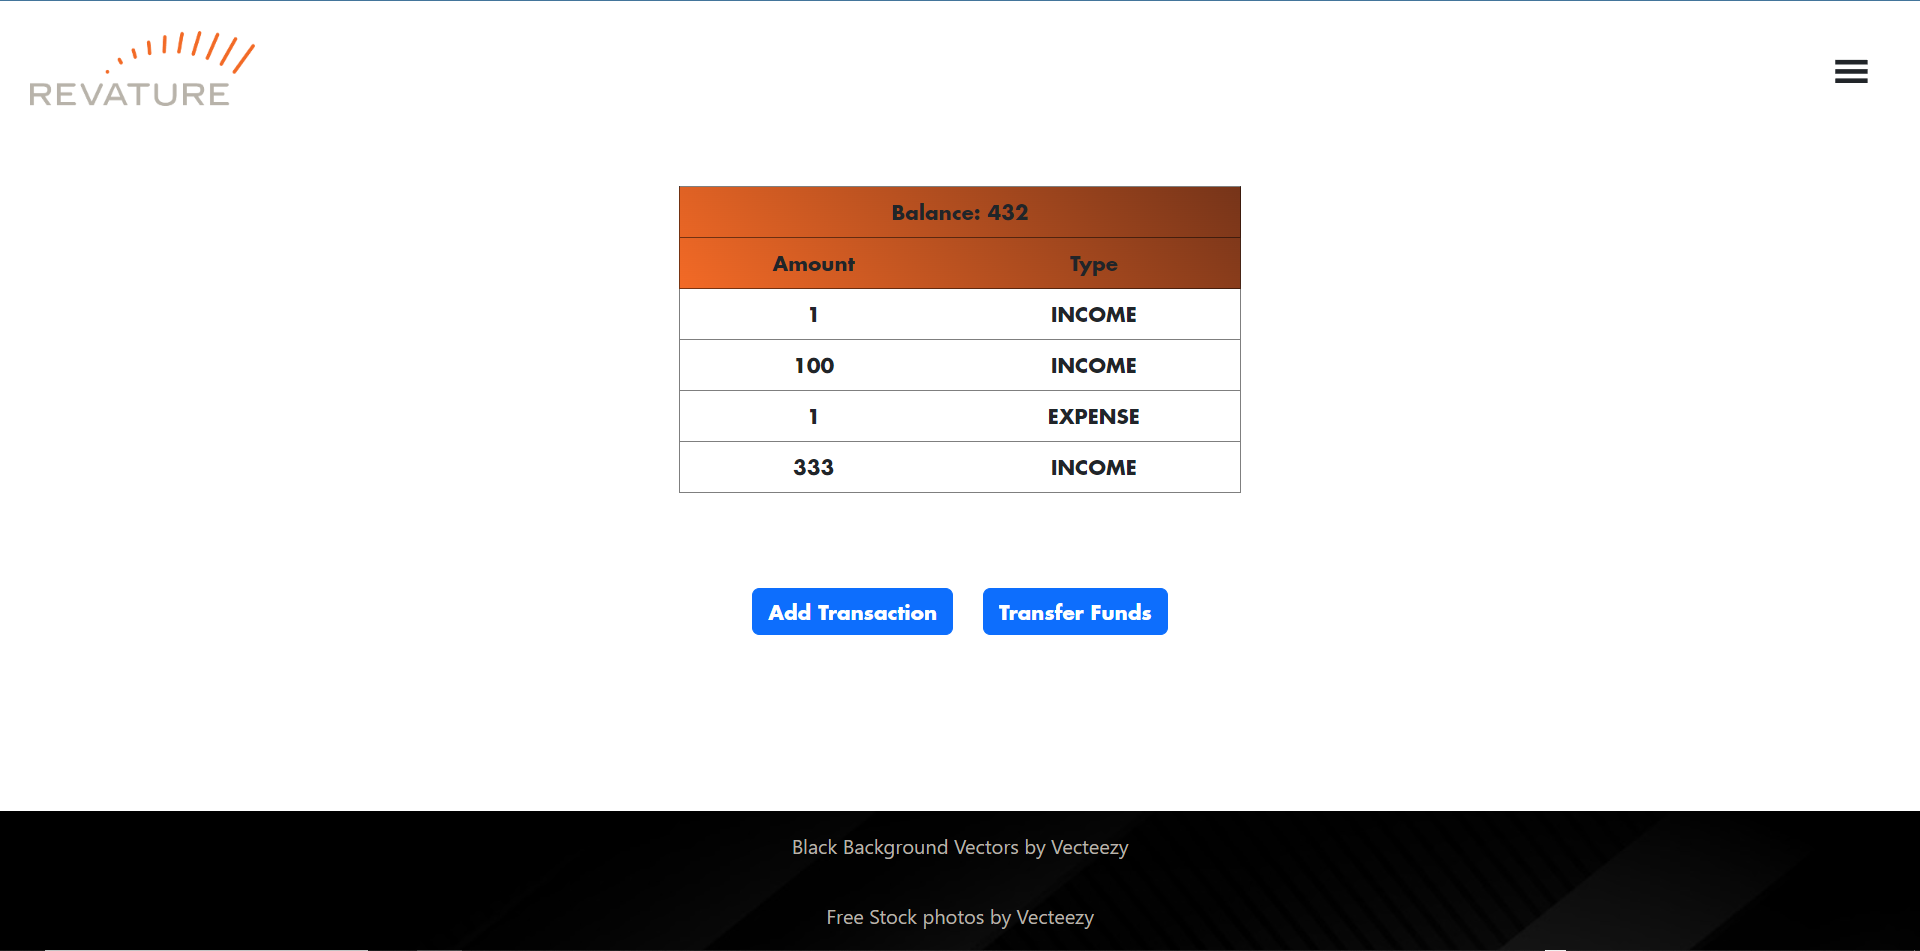 REVATURE
Balance: 432
Amount Type
1 INCOME
100 INCOME
1 EXPENSE
333 INCOME
Add Transaction Transfer Funds
Black Background Vectors by Vecteezy
Free Stock photos by Vecteezy